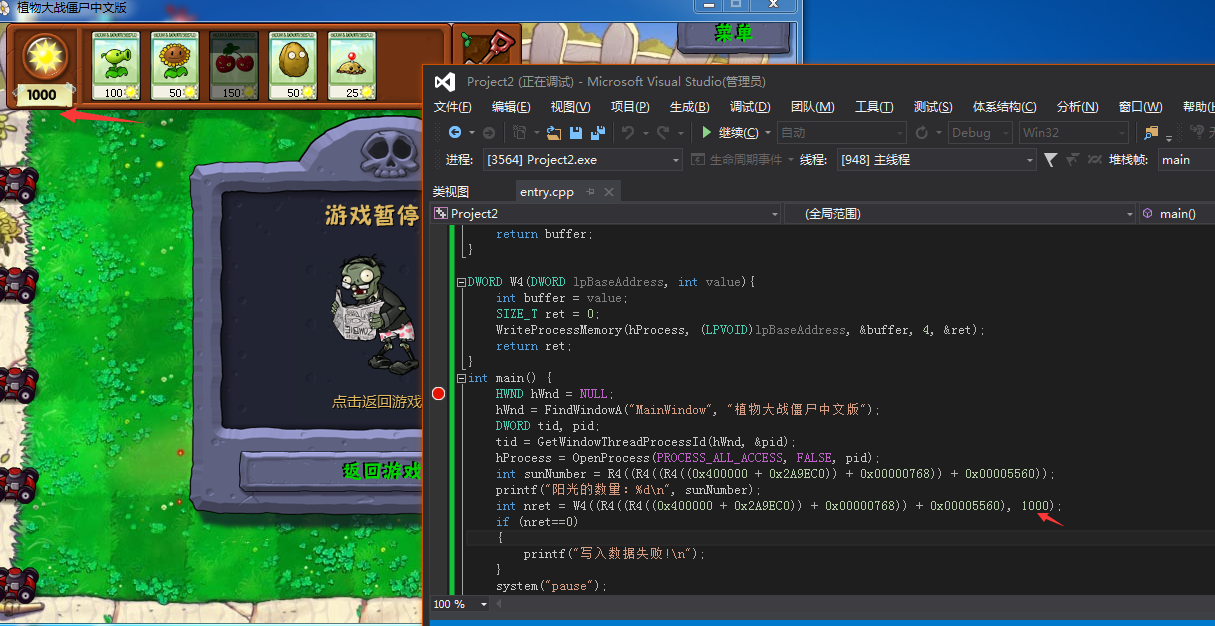 植物大战僵尸中文版
1000
100
50
150
50
25
菜单
游戏暂停
ZOMBIE
点击返回游戏
返回游戏
Project2 (正在调试) - Microsoft Visual Studio(管理员)
文件(F) 编辑(E) 视图(V) 项目(P) 生成(B) 调试(D) 团队(M) 工具(T) 测试(S) 体系结构(C) 分析(N) 窗口(W) 帮助(H
继续(C) 自动 Debug Win32
进程: [3564] Project2.exe 生命周期事件 线程: [948] 主线程 堆栈帧: main
类视图 entry.cpp
Project2 (全局范围) main()
return buffer;
}
DWORD W4(DWORD lpBaseAddress, int value){
int buffer = value;
SIZE_T ret = 0;
WriteProcessMemory(hProcess, (LPVOID)lpBaseAddress, &buffer, 4, &ret);
return ret;
}
int main() {
HWND hWnd = NULL;
hWnd = FindWindowA("MainWindow", "植物大战僵尸中文版");
DWORD tid, pid;
tid = GetWindowThreadProcessId(hWnd, &pid);
hProcess = OpenProcess(PROCESS_ALL_ACCESS, FALSE, pid);
int sunNumber = R4((R4((R4((0x400000 + 0x2A9EC0)) + 0x00000768)) + 0x00005560));
printf("阳光的数量: %d\n", sunNumber);
int nret = W4((R4((R4((0x400000 + 0x2A9EC0)) + 0x00000768)) + 0x00005560), 1000);
if (nret==0)
{
printf("写入数据失败!\n");
}
system("pause");
100 %